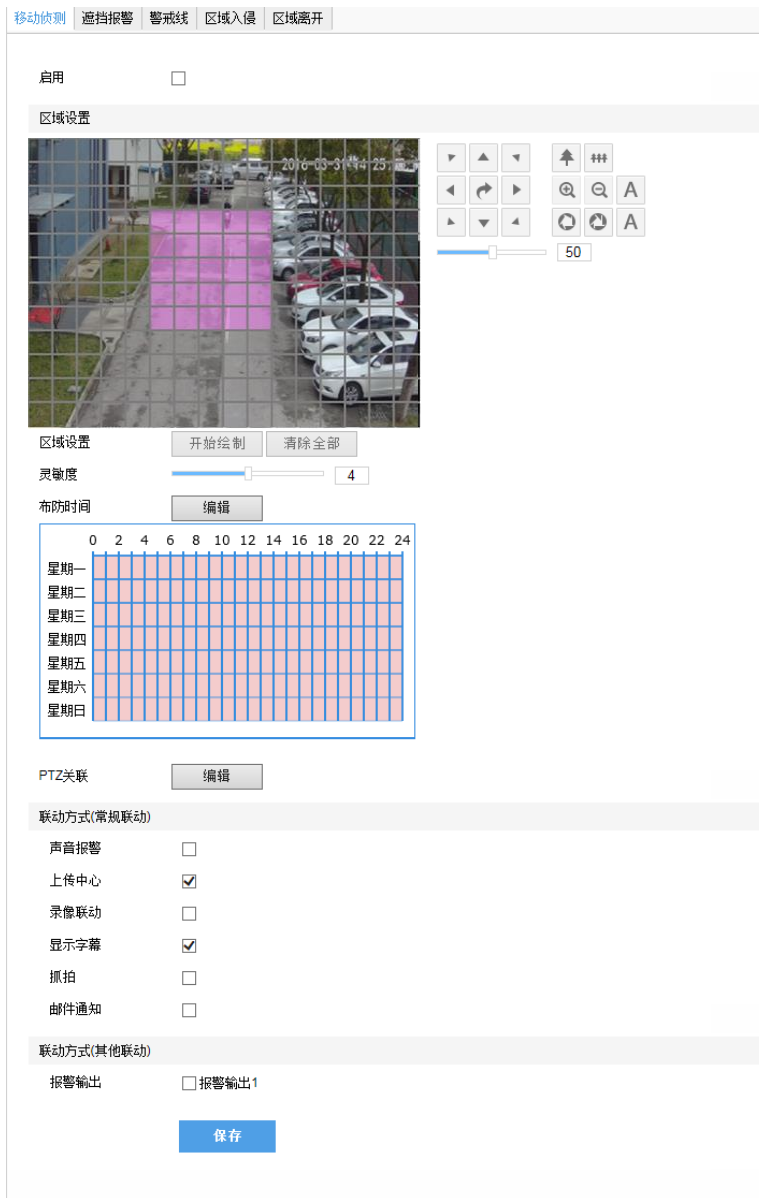 移动侦测 遮挡报警 警戒线 区域入侵 区域离开
启用
区域设置
2016-03-31 14 25
A
A
50
区域设置 开始绘制 清除全部
灵敏度 4
布防时间 编辑
0 2 4 6 8 10 12 14 16 18 20 22 24
星期一
星期二
星期三
星期四
星期五
星期六
星期日
PTZ关联 编辑
联动方式(常规联动)
声音报警
上传中心
录像联动
显示字幕
抓拍
邮件通知
联动方式(其他联动)
报警输出 报警输出1
保存